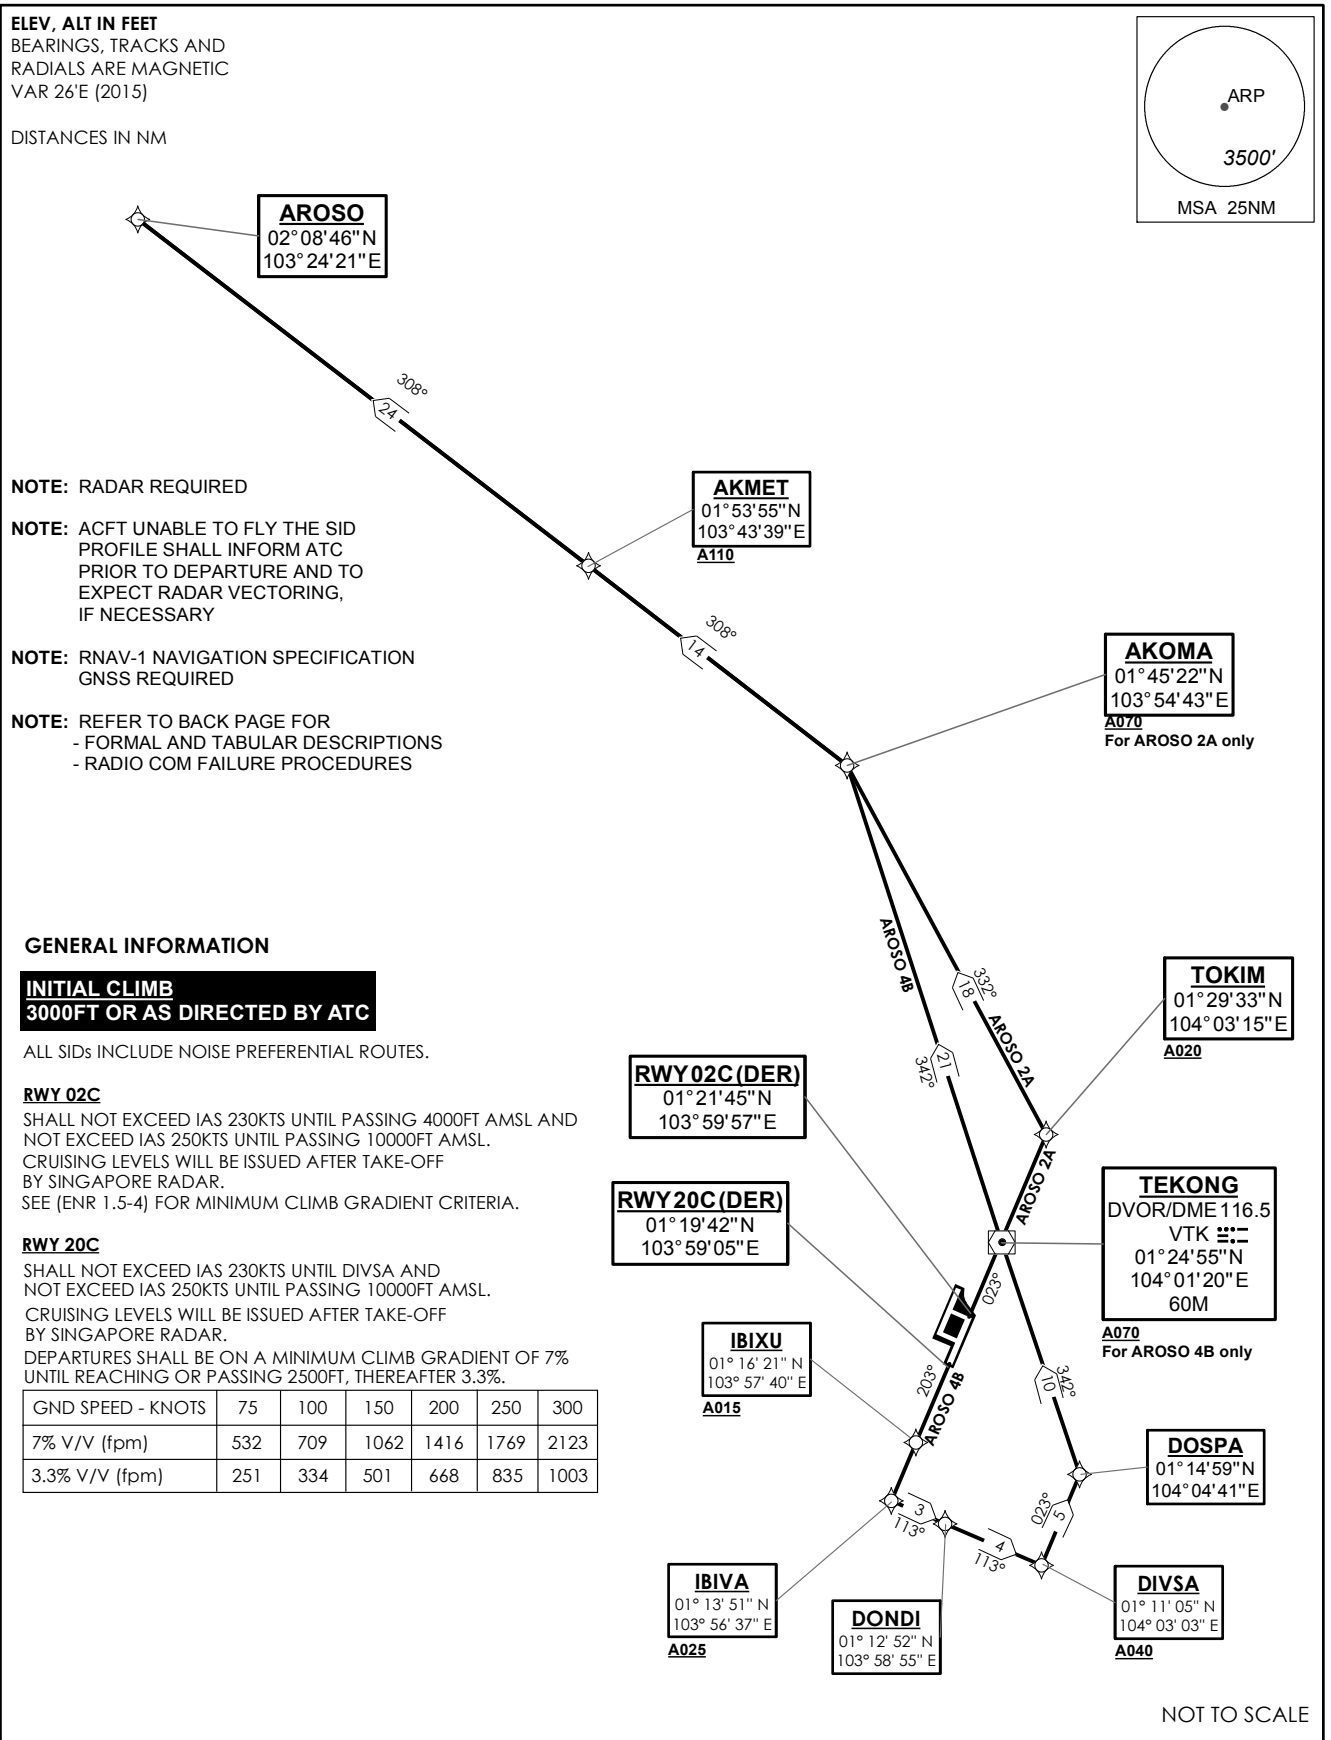 ELEV, ALT IN FEET
BEARINGS, TRACKS AND
RADIALS ARE MAGNETIC
VAR 26'E (2015)
DISTANCES IN NM
ARP
3500'
MSA 25NM
AROSO
02°08'46"N
103°24'21"E
308°
24
NOTE: RADAR REQUIRED
NOTE: ACFT UNABLE TO FLY THE SID
PROFILE SHALL INFORM ATC
PRIOR TO DEPARTURE AND TO
EXPECT RADAR VECTORING,
IF NECESSARY
NOTE: RNAV-1 NAVIGATION SPECIFICATION
GNSS REQUIRED
NOTE: REFER TO BACK PAGE FOR
- FORMAL AND TABULAR DESCRIPTIONS
- RADIO COM FAILURE PROCEDURES
AKMET
01°53'55"N
103°43'39"E
A110
308°
14
AKOMA
01°45'22"N
103°54'43"E
A070
For AROSO 2A only
AROSO 4B
332°
18
AROSO 2A
21
342°
TOKIM
01°29'33"N
104°03'15"E
A020
GENERAL INFORMATION
INITIAL CLIMB
3000FT OR AS DIRECTED BY ATC
ALL SIDs INCLUDE NOISE PREFERENTIAL ROUTES.
RWY 02C
SHALL NOT EXCEED IAS 230KTS UNTIL PASSING 4000FT AMSL AND
NOT EXCEED IAS 250KTS UNTIL PASSING 10000FT AMSL.
CRUISING LEVELS WILL BE ISSUED AFTER TAKE-OFF
BY SINGAPORE RADAR.
SEE (ENR 1.5-4) FOR MINIMUM CLIMB GRADIENT CRITERIA.
RWY 20C
SHALL NOT EXCEED IAS 230KTS UNTIL DIVSA AND
NOT EXCEED IAS 250KTS UNTIL PASSING 10000FT AMSL.
CRUISING LEVELS WILL BE ISSUED AFTER TAKE-OFF
BY SINGAPORE RADAR.
DEPARTURES SHALL BE ON A MINIMUM CLIMB GRADIENT OF 7%
UNTIL REACHING OR PASSING 2500FT, THEREAFTER 3.3%.
GND SPEED - KNOTS 75 100 150 200 250 300
7% V/V (fpm) 532 709 1062 1416 1769 2123
3.3% V/V (fpm) 251 334 501 668 835 1003
RWY 02C (DER)
01°21'45"N
103°59'57"E
RWY 20C (DER)
01°19'42"N
103°59'05"E
AROSO 2A
TEKONG
DVOR/DME 116.5
VTK
01°24'55"N
104°01'20"E
60M
A070
For AROSO 4B only
023°
IBIXU
01° 16' 21" N
103° 57' 40" E
A015
203°
AROSO 4B
342°
10
DOSPA
01°14'59"N
104°04'41"E
023°
5
3
113°
4
113°
IBIVA
01° 13' 51" N
103° 56' 37" E
A025
DONDI
01° 12' 52" N
103° 58' 55" E
DIVSA
01° 11' 05" N
104° 03' 03" E
A040
NOT TO SCALE